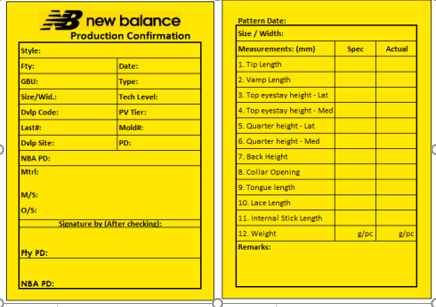 new balance
Production Confirmation
Style:
Fty: Date:
GBU: Type:
Size/Wid.: Tech Level:
Dvlp Code: PV Tier:
Last#: Mold#:
Dvlp Site: PD:
NBA PD:
Mtrl:
M/S:
O/S:
Signature by (After checking):
Fty PD:
NBA PD:
Pattern Date:
Size / Width:
Measurements: (mm) Spec Actual
1. Tip Length
2. Vamp Length
3. Top eyestay height - Lat
4. Top eyestay height - Med
5. Quarter height - Lat
6. Quarter height - Med
7. Back Height
8. Collar Opening
9. Tongue length
10. Lace Length
11. Internal Stick Length
12. Weight g/pc g/pc
Remarks: